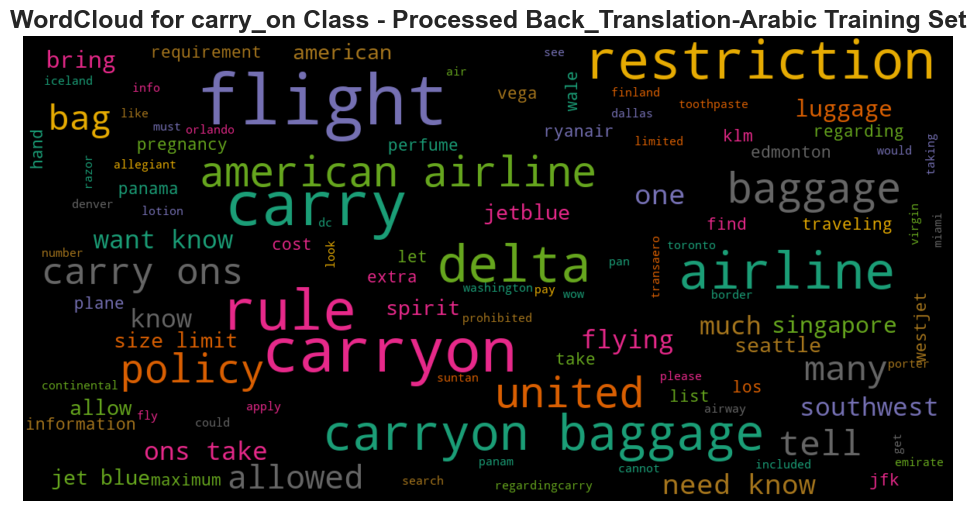 WordCloud for carry_on Class - Processed Back_Translation-Arabic Training Set
bring
requirement
american
see
restriction
iceland
info
flight
air
vega
wale
finland
toothpaste
luggage
bag
like
must
orlando
dallas
hand
pregnancy
perfume
ryanair
limited
klm
regarding
razor
allegiant
american airline
edmonton
would
taking
panama
denver
lotion
carry
dc
jetblue
one
baggage
find
traveling
virgin
miami
want know
number
cost
look
let
delta
pan
transaero
toronto
airline
carry ons
extra
washington
pay
wow
border
plane
know
rule
spirit
prohibited
size limit
carryon
flying
much
singapore
seattle
westjet
policy
take
many
porter
continental
suntan
united
please
list
los
allow
fly
apply
airway
southwest
information
could
carryon baggage
tell
get
ons take
panam
cannot
included
emirate
jet blue
maximum
allowed
search
regardingcarry
need know
jfk